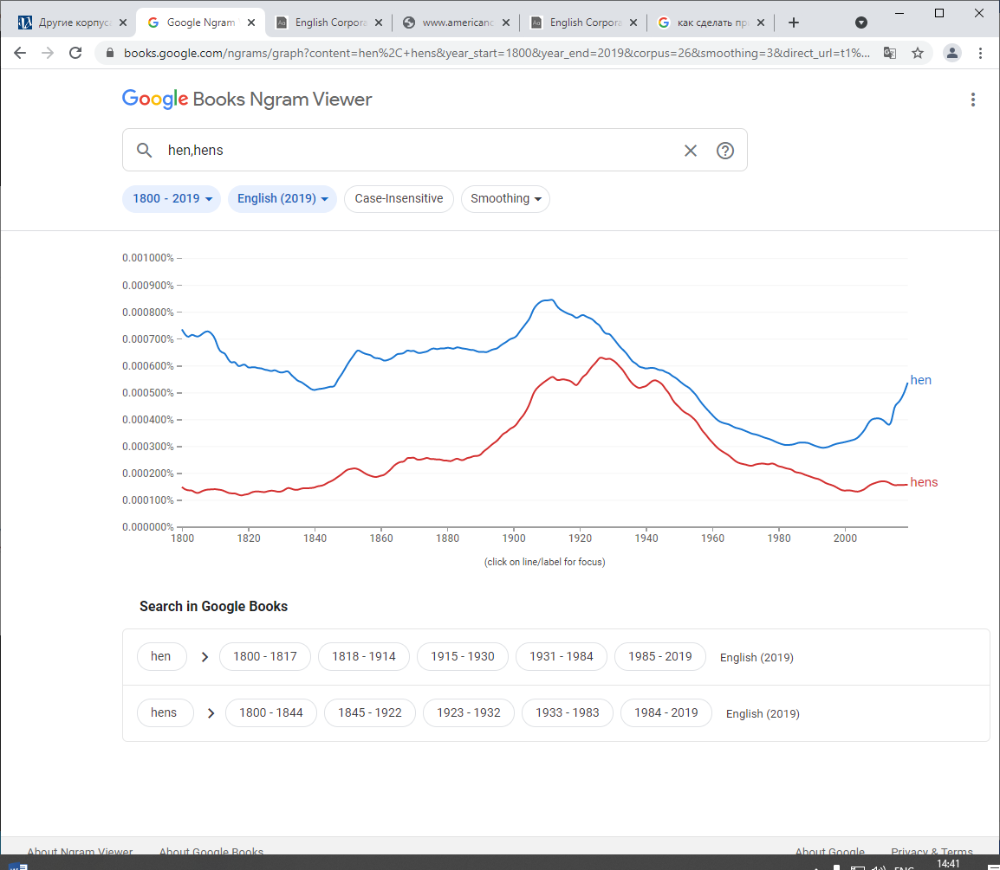 Другие корпус
Google Ngram
English Corpora
www.americanc
English Corpora
как сделать пр
books.google.com/ngrams/graph?content=hen%2C+hens&year_start=1800&year_end=2019&corpus=26&smoothing=3&direct_url=t1%...
Google Books Ngram Viewer
hen,hens
1800 - 2019 English (2019) Case-Insensitive Smoothing
0.001000%
0.000900%
0.000800%
0.000700%
0.000600%
0.000500%
0.000400%
0.000300%
0.000200%
0.000100%
0.000000%
hen
hens
1800 1820 1840 1860 1880 1900 1920 1940 1960 1980 2000
(click on line/label for focus)
Search in Google Books
hen 1800 - 1817 1818 - 1914 1915 - 1930 1931 - 1984 1985 - 2019 English (2019)
hens 1800 - 1844 1845 - 1922 1923 - 1932 1933 - 1983 1984 - 2019 English (2019)
About Ngram Viewer About Google Books About Google Privacy & Terms
ENG 14:41